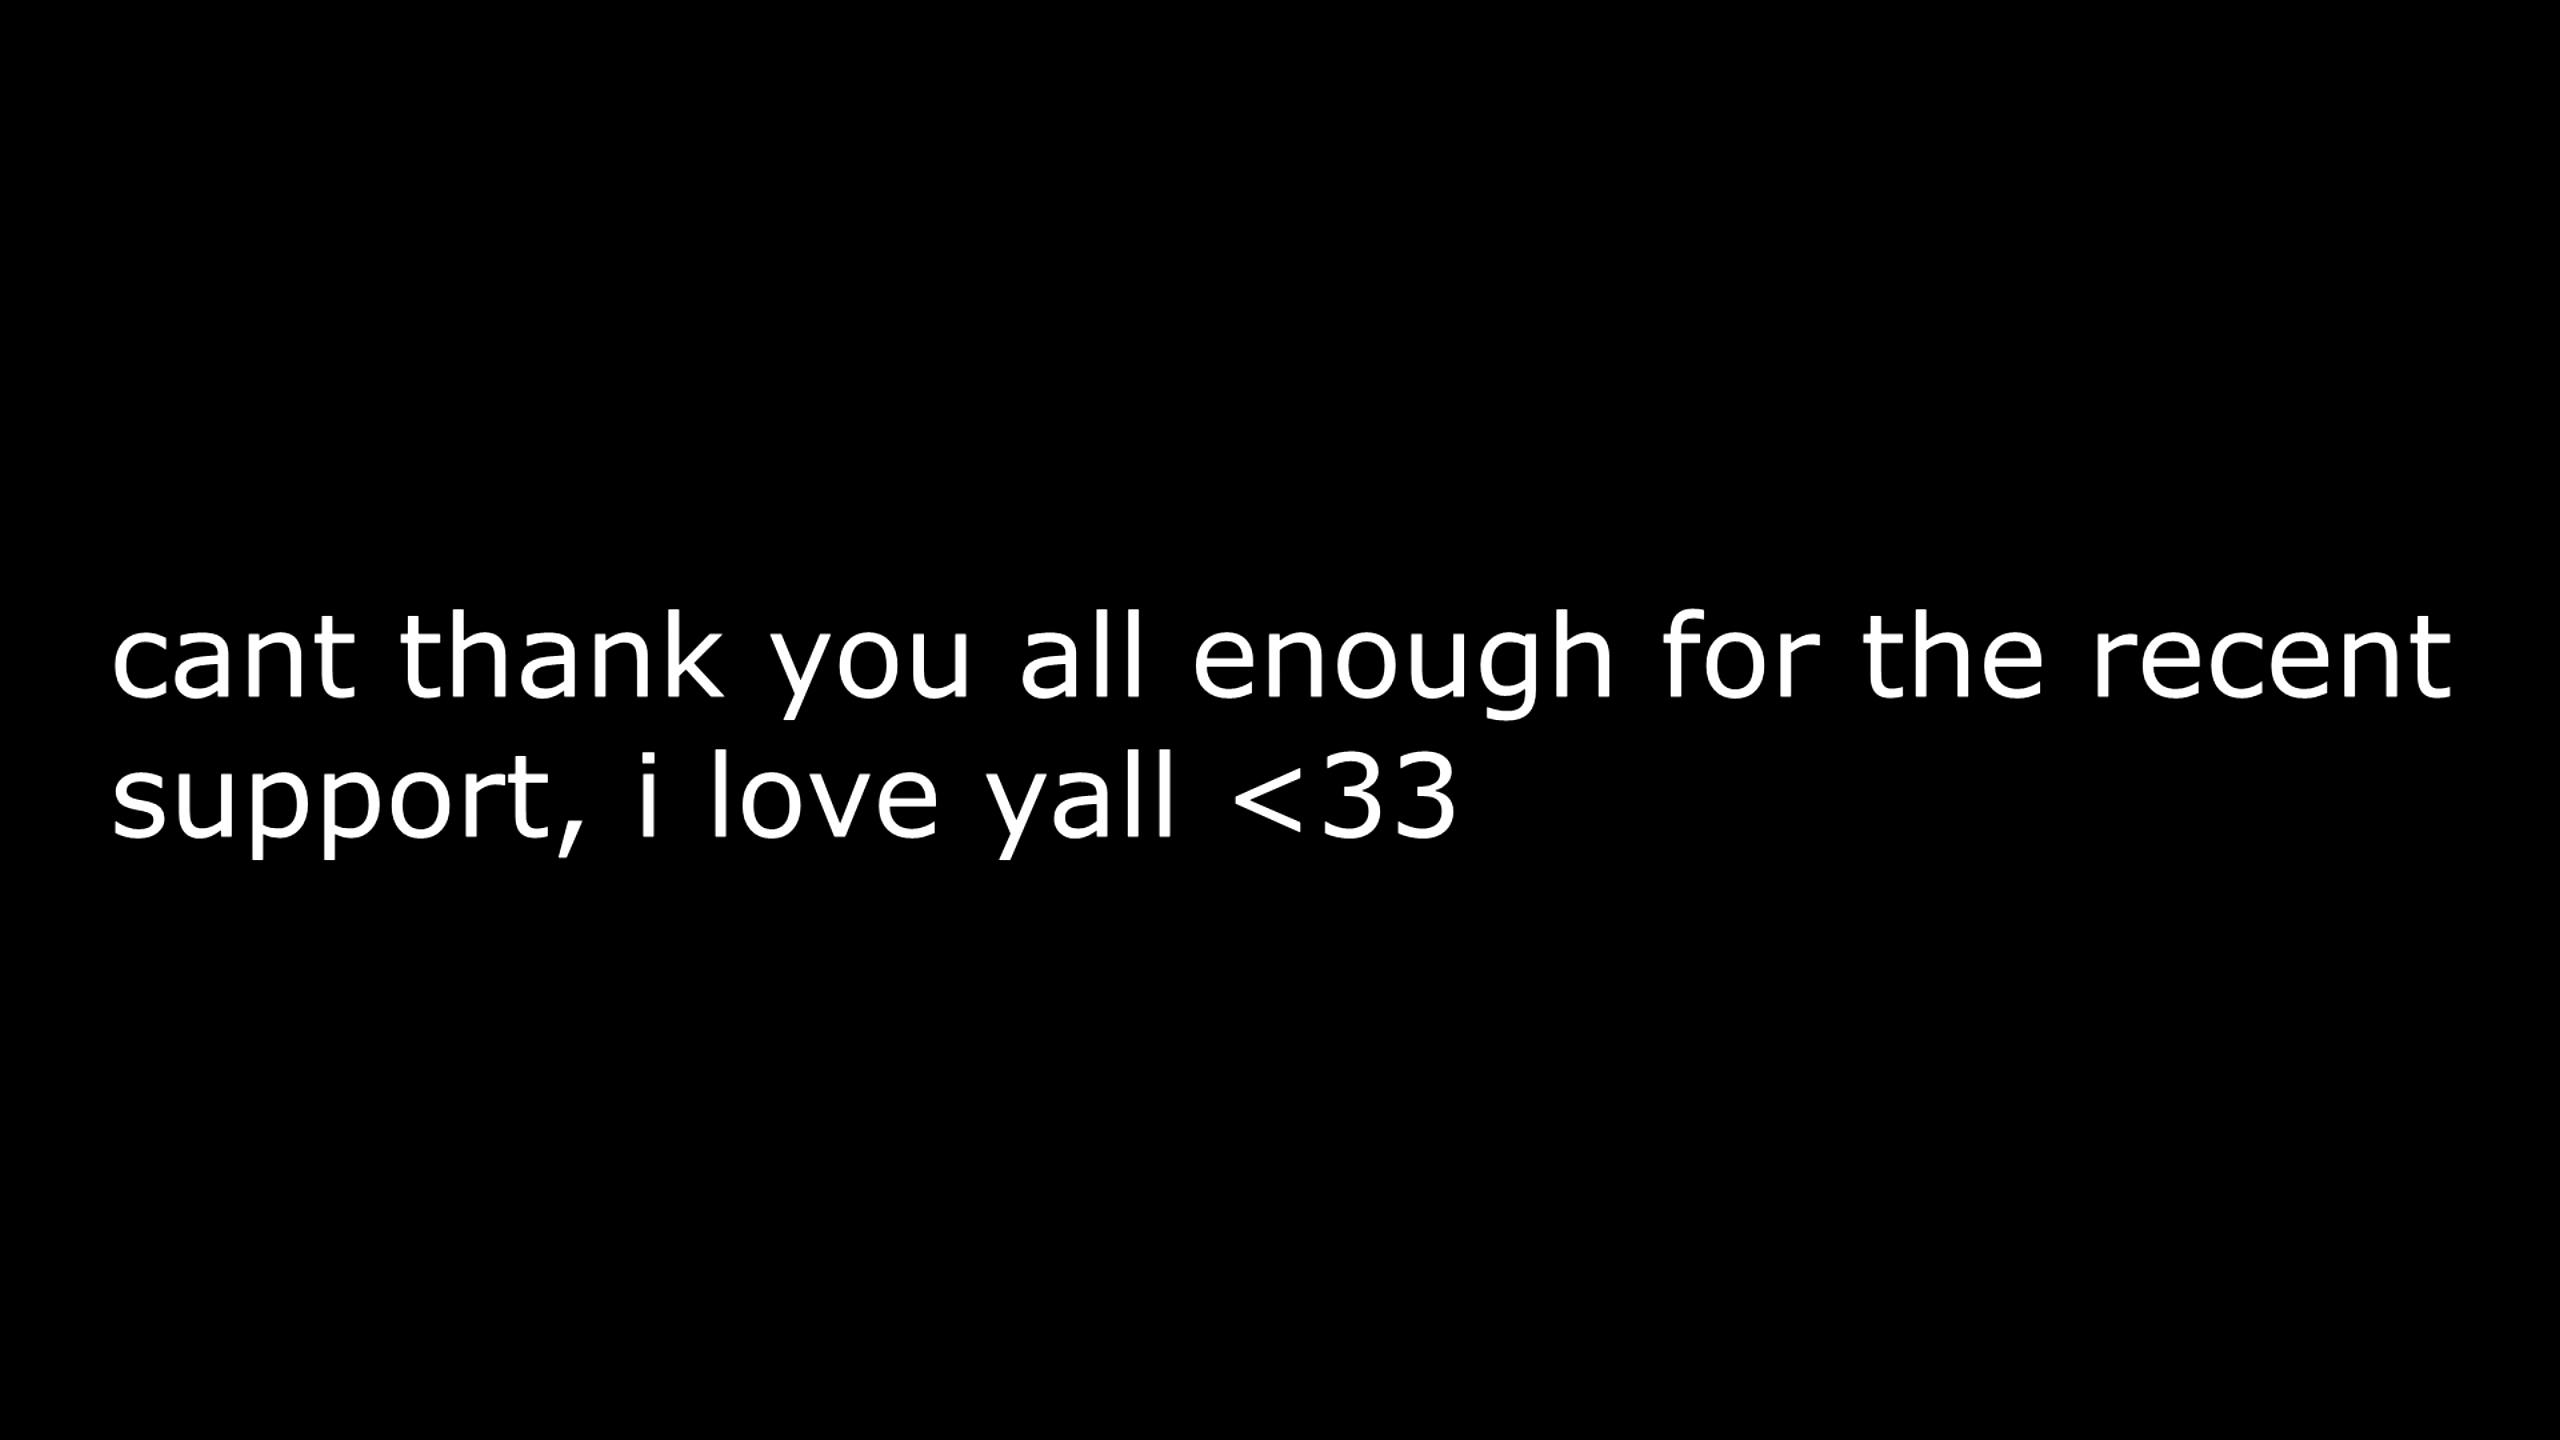 cant thank you all enough for the recent
support, i love yall <33